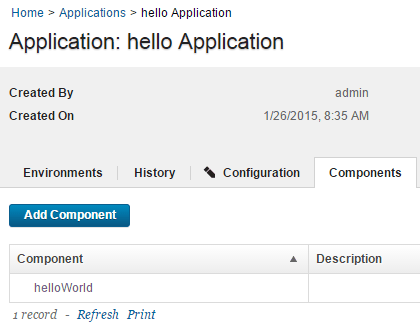 Home > Applications > hello Application
Application: hello Application
Created By admin
Created On 1/26/2015, 8:35 AM
Environments History Configuration Components
Add Component
Component Description
helloWorld
1 record - Refresh Print